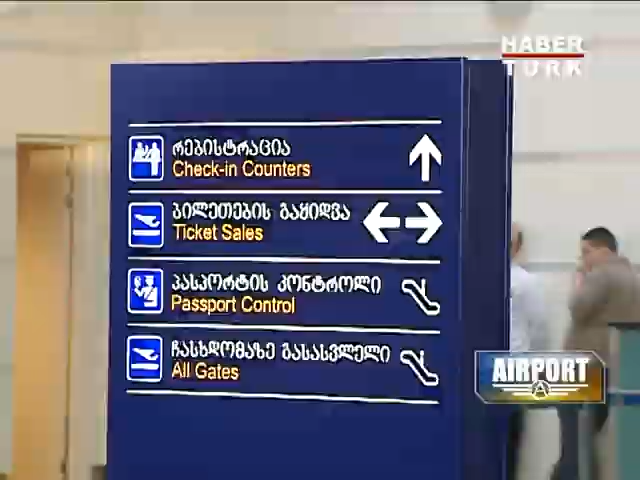 HABER
TÜRK
რეგისტრაცია
Check-in Counters
ბილეთების გაყიდვა
Ticket Sales
პასპორტის კონტროლი
Passport Control
ჩასხდომაზე გასასვლელი
All Gates
AIRPORT